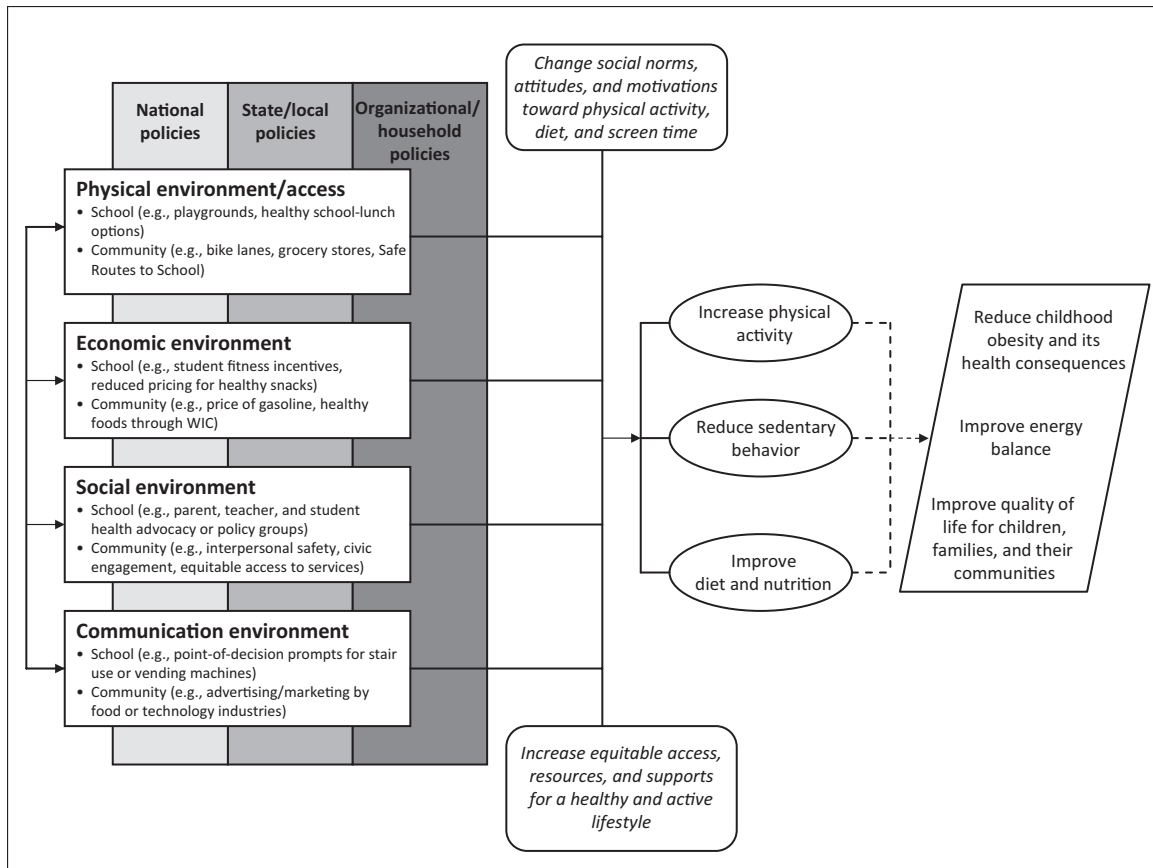 Change social norms,
attitudes, and motivations
toward physical activity,
diet, and screen time
National
policies
State/local
policies
Organizational/
household
policies
Physical environment/access
• School (e.g., playgrounds, healthy school-lunch
options)
• Community (e.g., bike lanes, grocery stores, Safe
Routes to School)
Economic environment
• School (e.g., student fitness incentives,
reduced pricing for healthy snacks)
• Community (e.g., price of gasoline, healthy
foods through WIC)
Social environment
• School (e.g., parent, teacher, and student
health advocacy or policy groups)
• Community (e.g., interpersonal safety, civic
engagement, equitable access to services)
Communication environment
• School (e.g., point-of-decision prompts for stair
use or vending machines)
• Community (e.g., advertising/marketing by
food or technology industries)
Increase equitable access,
resources, and supports
for a healthy and active
lifestyle
Increase physical
activity
Reduce sedentary
behavior
Improve
diet and nutrition
Reduce childhood
obesity and its
health consequences
Improve energy
balance
Improve quality of
life for children,
families, and their
communities